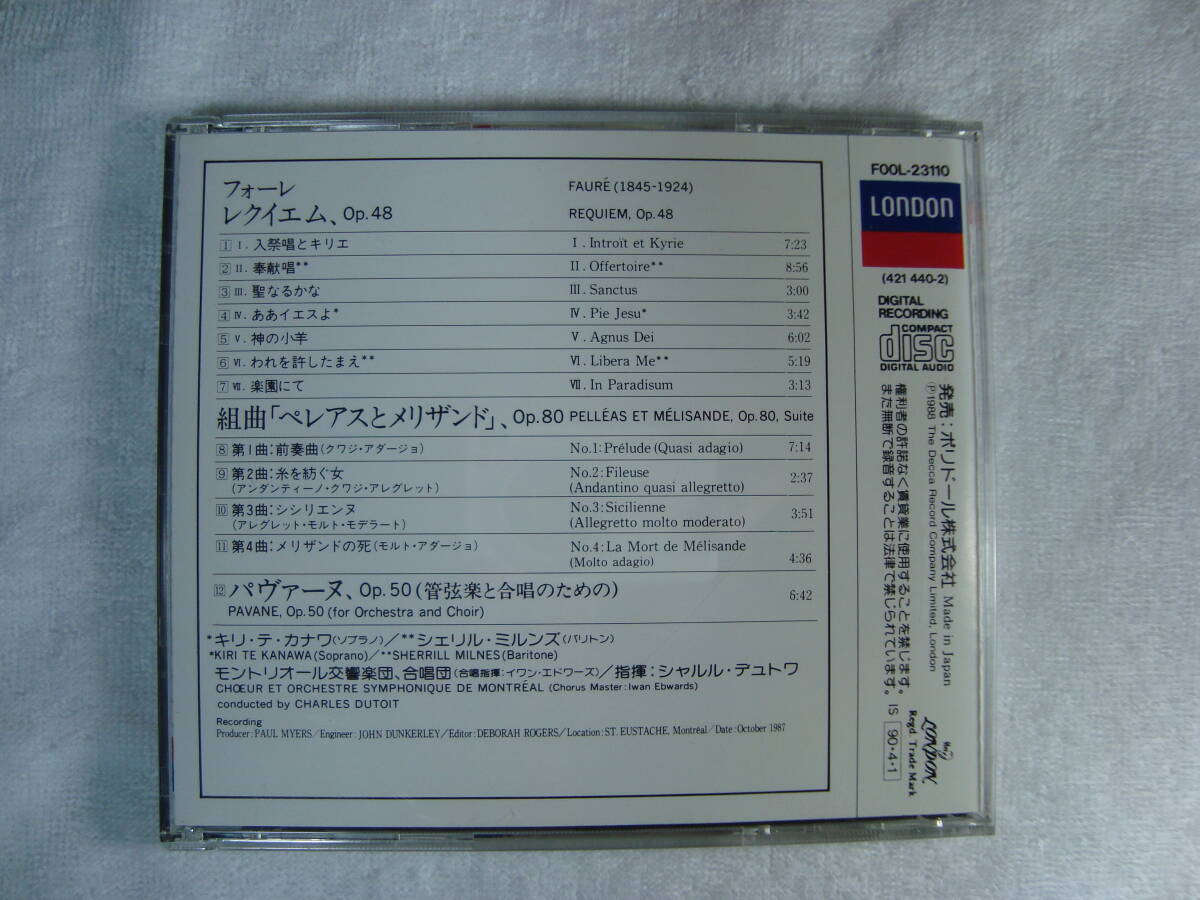 フォーレ FAURÉ (1845-1924)
レクイエム、Op.48 REQUIEM, Op.48
1 I. 入祭唱とキリエ I. Introït et Kyrie 7:23
2 II. 奉献唱** II. Offertoire** 8:56
3 III. 聖なるかな III. Sanctus 3:00
4 IV. ああイエスよ* IV. Pie Jesu* 3:42
5 V. 神の小羊 V. Agnus Dei 6:02
6 VI. われを許したまえ** VI. Libera Me** 5:19
7 VII. 楽園にて VII. In Paradisum 3:13
組曲「ペレアスとメリザンド」、Op.80 PELLÉAS ET MÉLISANDE, Op.80, Suite
8 第1曲:前奏曲(クワジ・アダージョ) No.1:Prélude (Quasi adagio) 7:14
9 第2曲:糸を紡ぐ女 No.2:Fileuse 2:37
(アンダンティーノ・クワジ・アレグレット) (Andantino quasi allegretto)
10 第3曲:シシリエンヌ No.3:Sicilienne 3:51
(アレグレット・モルト・モデラート) (Allegretto molto moderato)
11 第4曲:メリザンドの死(モルト・アダージョ) No.4:La Mort de Mélisande
(Molto adagio) 4:36
12 パヴァーヌ、Op.50(管弦楽と合唱のための) 6:42
PAVANE, Op.50 (for Orchestra and Choir)
*キリ・テ・カナワ(ソプラノ)/**シェリル・ミルンズ(バリトン)
*KIRI TE KANAWA (Soprano)/**SHERRILL MILNES (Baritone)
モントリオール交響楽団、合唱団(合唱指揮:イワン・エドワーズ)/指揮:シャルル・デュトワ
CHŒUR ET ORCHESTRE SYMPHONIQUE DE MONTRÉAL (Chorus Master:Iwan Ebwards)
conducted by CHARLES DUTOIT
Recording
Producer:PAUL MYERS/Engineer:JOHN DUNKERLEY/Editor:DEBORAH ROGERS/Location:ST. EUSTACHE, Montréal/Date:October 1987
F00L-23110
LONDON
(421 440-2)
DIGITAL
RECORDING
COMPACT
disc
DIGITAL AUDIO
発売:ポリドール株式会社 Made in Japan
℗1988 The Decca Record Company Limited, London
権利者の許諾なく賃貸業に使用することを禁じます。
また無断で録音することは法律で禁じられています。 IS 90・4・1
LONDON
Regd. Trade Mark